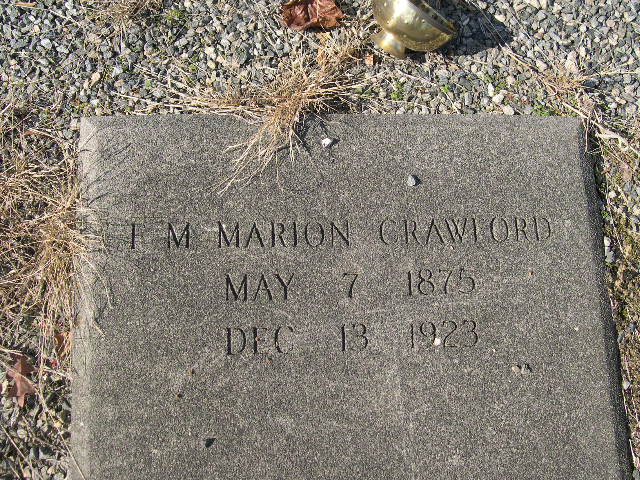 I M MARION CRAWFORD
MAY 7 1875
DEC 13 1923